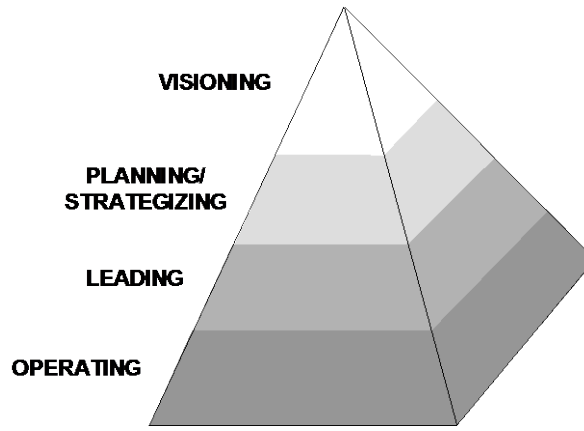 VISIONING
PLANNING/
STRATEGIZING
LEADING
OPERATING